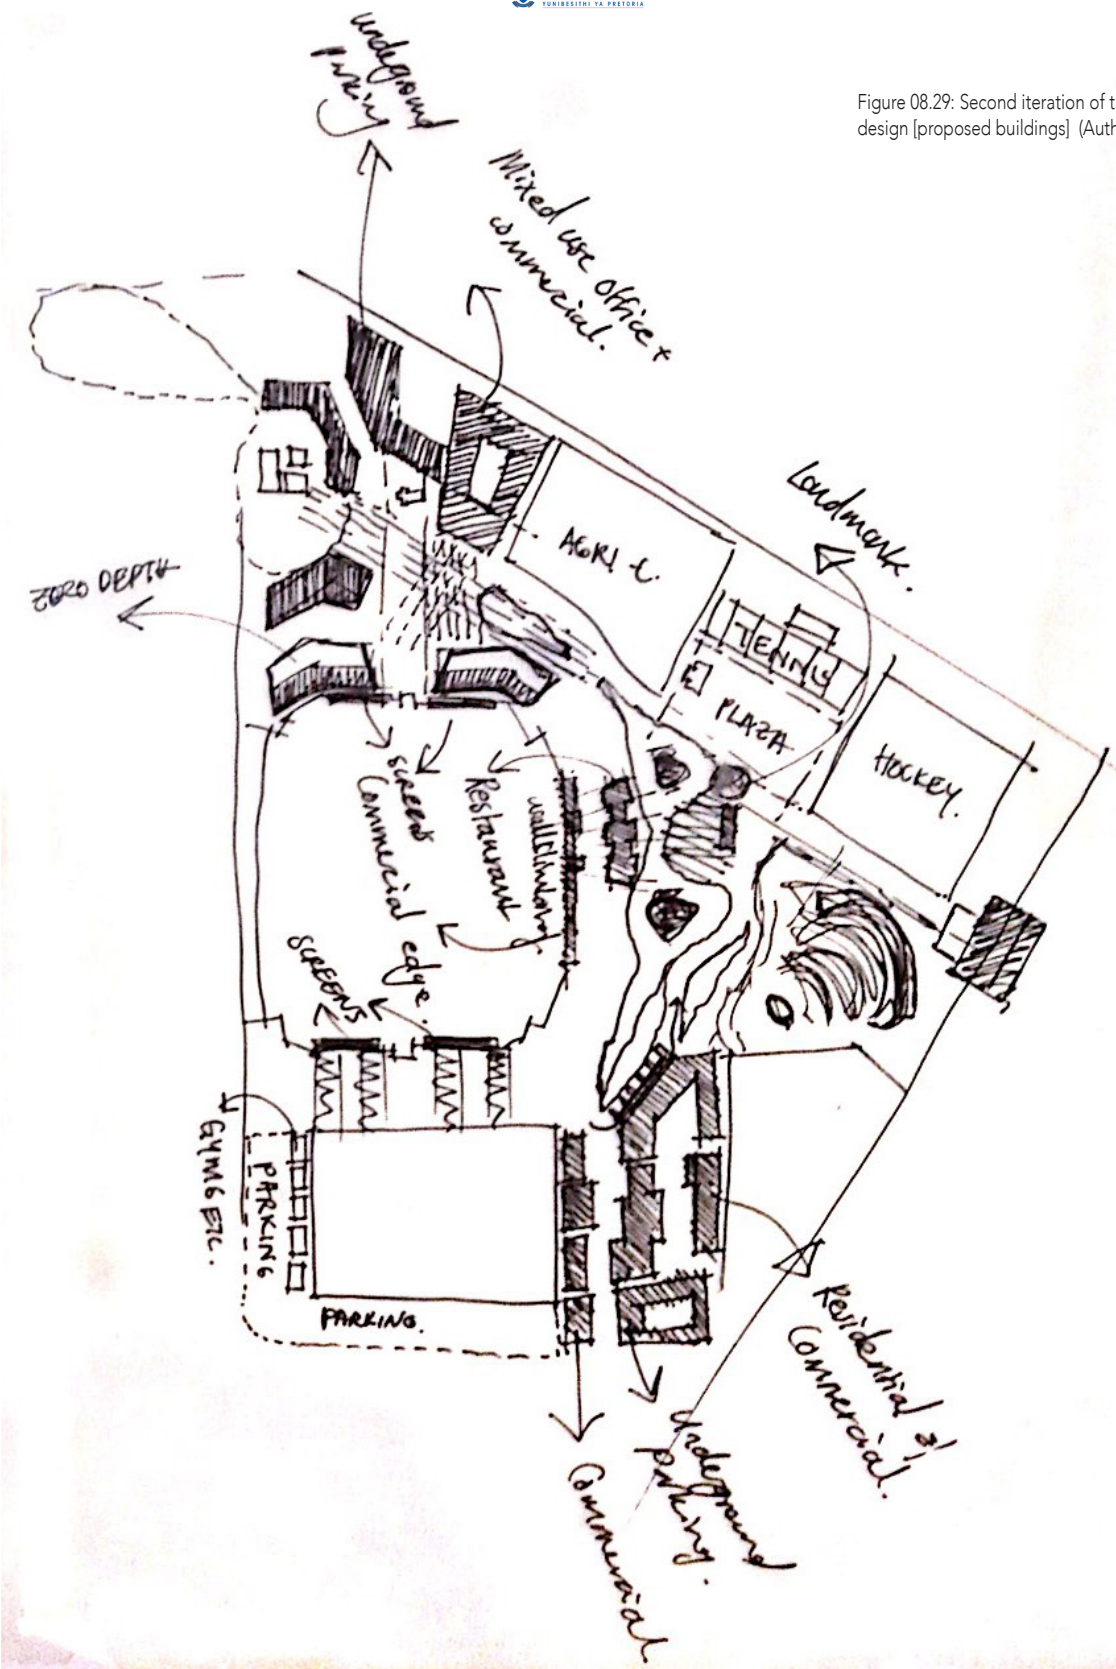 YUNIBESITHI YA PRETORIA
Figure 08.29: Second iteration of t
design [proposed buildings] (Auth
undeground
parking
Mixed use office +
commercial.
Landmark.
AGRI -C.
TENNIS
PLAZA
HOCKEY.
ZERO DEPTH
SCREENS
Commercial edge.
Restaurant
SCREENS
GYMS ETC.
PARKING
PARKING.
Residential &
Commercial.
Underground
Parking.
Commercial